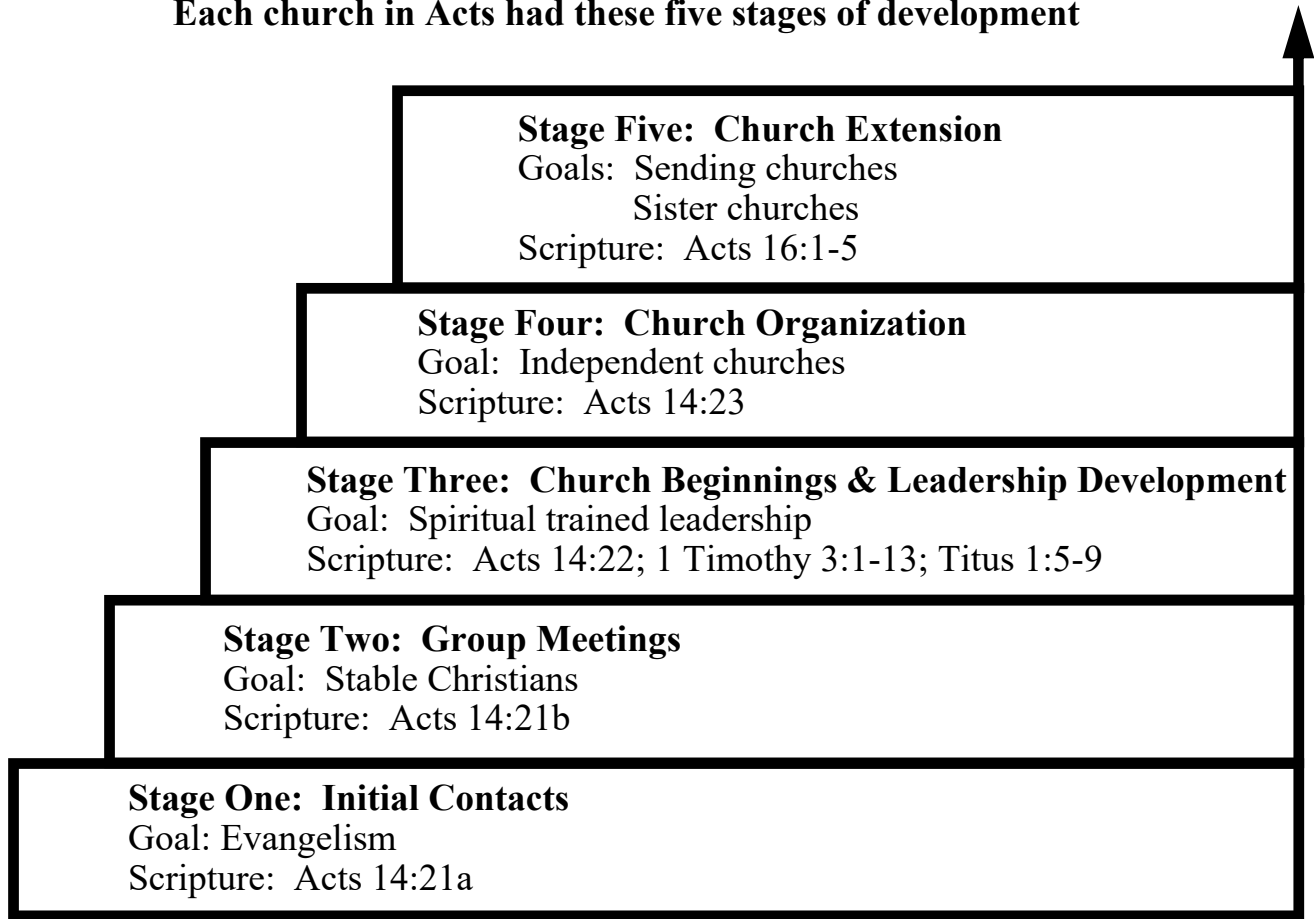 Each church in Acts had these five stages of development
Stage Five: Church Extension
Goals: Sending churches
Sister churches
Scripture: Acts 16:1-5
Stage Four: Church Organization
Goal: Independent churches
Scripture: Acts 14:23
Stage Three: Church Beginnings & Leadership Development
Goal: Spiritual trained leadership
Scripture: Acts 14:22; 1 Timothy 3:1-13; Titus 1:5-9
Stage Two: Group Meetings
Goal: Stable Christians
Scripture: Acts 14:21b
Stage One: Initial Contacts
Goal: Evangelism
Scripture: Acts 14:21a